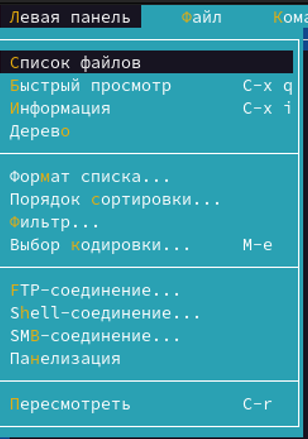 Левая панель Файл
Список файлов
Быстрый просмотр C-x q
Информация C-x i
Дерево
Формат списка...
Порядок сортировки...
Фильтр...
Выбор кодировки... M-e
FTP-соединение...
Shell-соединение...
SMB-соединение...
Панелизация
Пересмотреть C-r